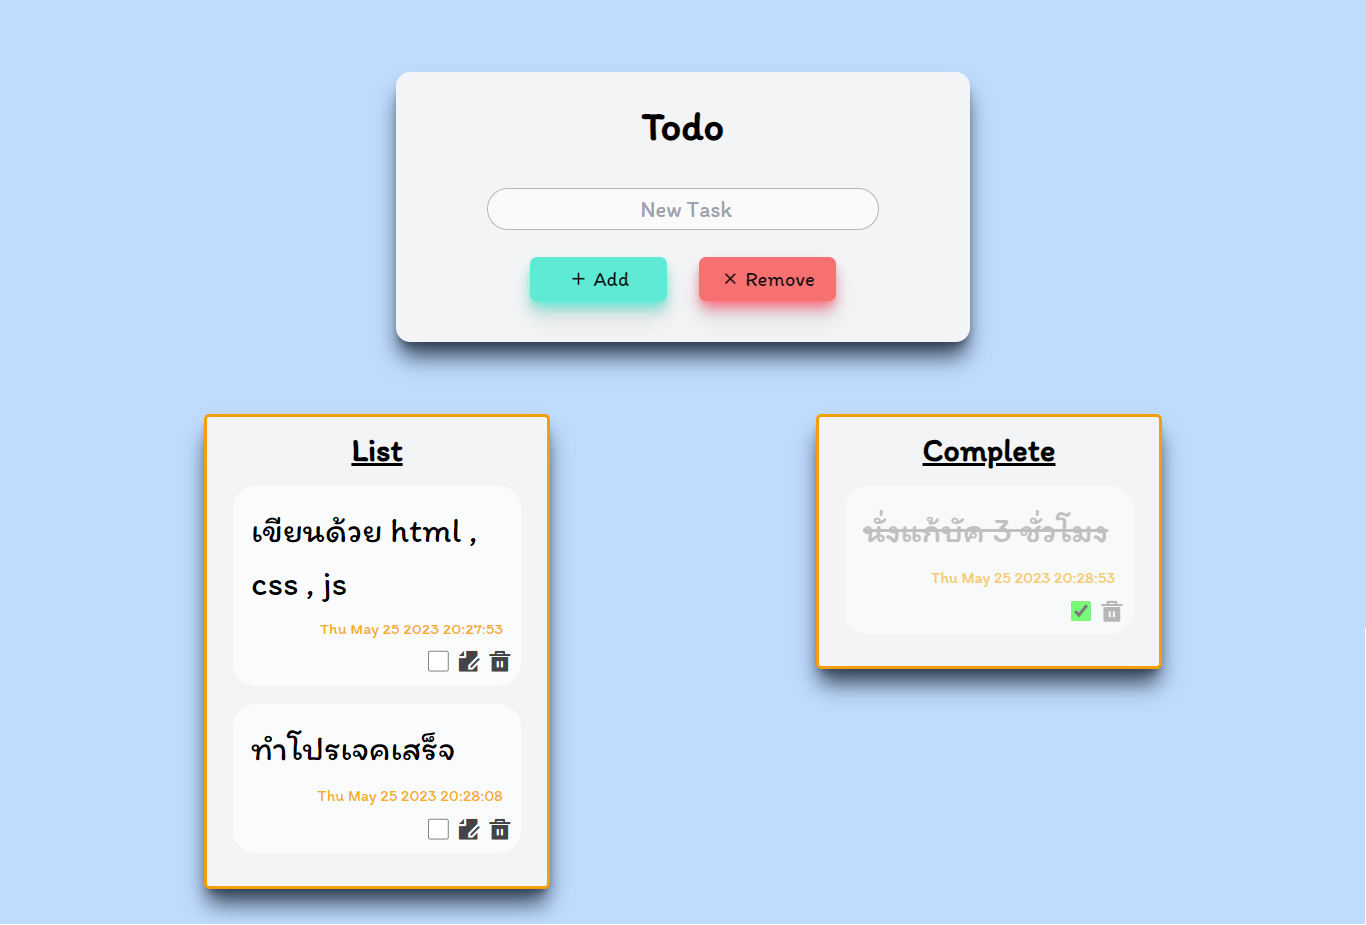 Todo
New Task
+ Add
× Remove
List
เขียนด้วย html ,
css , js
Thu May 25 2023 20:27:53
ทำโปรเจคเสร็จ
Thu May 25 2023 20:28:08
Complete
นั่งแก้บัค 3 ชั่วโมง
Thu May 25 2023 20:28:53